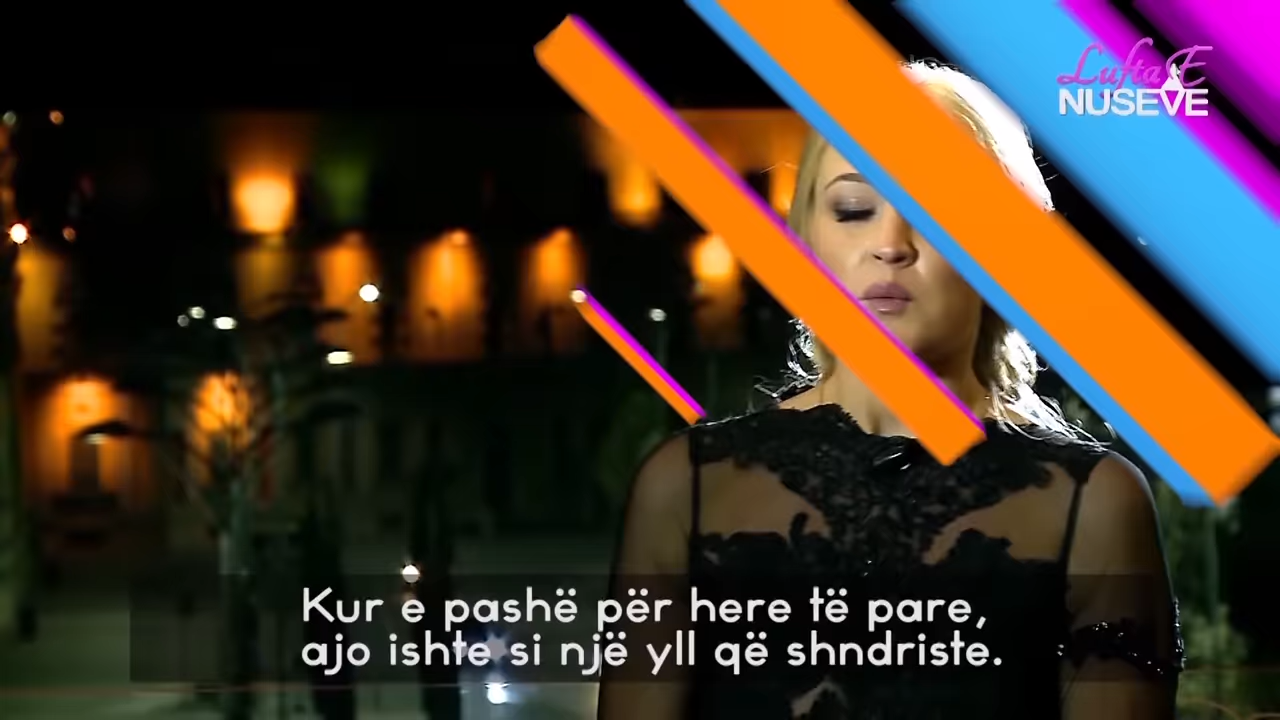 Lufta E
NUSEVE
Kur e pashë për here të pare,
ajo ishte si një yll që shndriste.